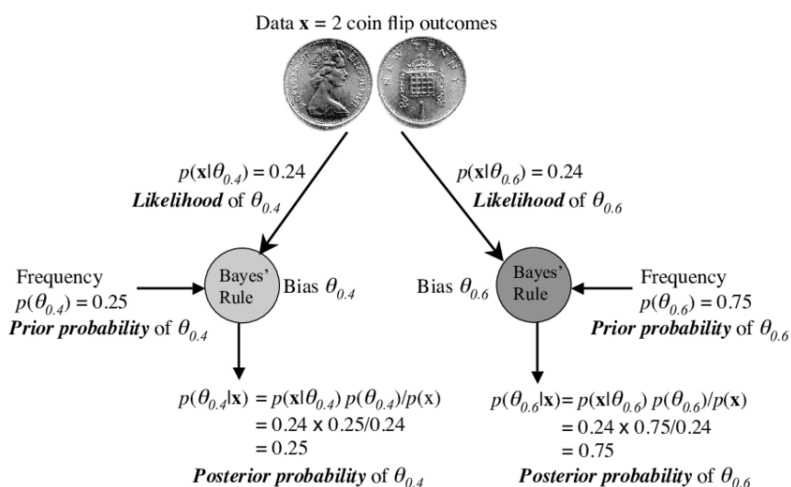 Data x = 2 coin flip outcomes
NEW PENNY
1
p(x|θ0.4) = 0.24
Likelihood of θ0.4
p(x|θ0.6) = 0.24
Likelihood of θ0.6
Frequency
p(θ0.4) = 0.25
Prior probability of θ0.4
Bayes’
Rule
Bias θ0.4
Bias θ0.6
Bayes’
Rule
Frequency
p(θ0.6) = 0.75
Prior probability of θ0.6
p(θ0.4|x) = p(x|θ0.4) p(θ0.4)/p(x)
= 0.24 x 0.25/0.24
= 0.25
Posterior probability of θ0.4
p(θ0.6|x)= p(x|θ0.6) p(θ0.6)/p(x)
= 0.24 x 0.75/0.24
= 0.75
Posterior probability of θ0.6